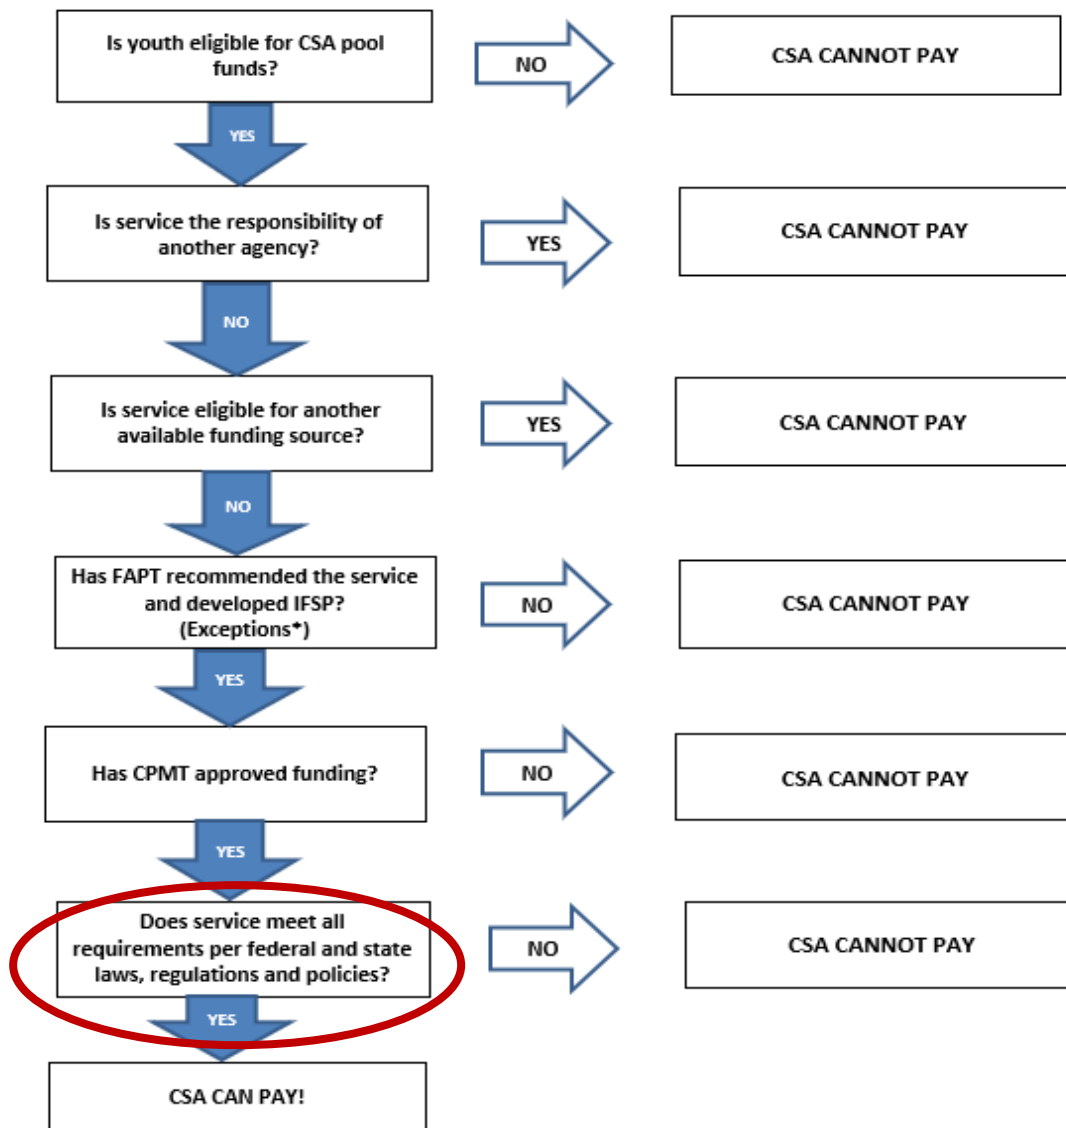 Is youth eligible for CSA pool
funds?
NO
CSA CANNOT PAY
YES
Is service the responsibility of
another agency?
YES
CSA CANNOT PAY
NO
Is service eligible for another
available funding source?
YES
CSA CANNOT PAY
NO
Has FAPT recommended the service
and developed IFSP?
(Exceptions*)
NO
CSA CANNOT PAY
YES
Has CPMT approved funding?
NO
CSA CANNOT PAY
YES
Does service meet all
requirements per federal and state
laws, regulations and policies?
NO
CSA CANNOT PAY
YES
CSA CAN PAY!